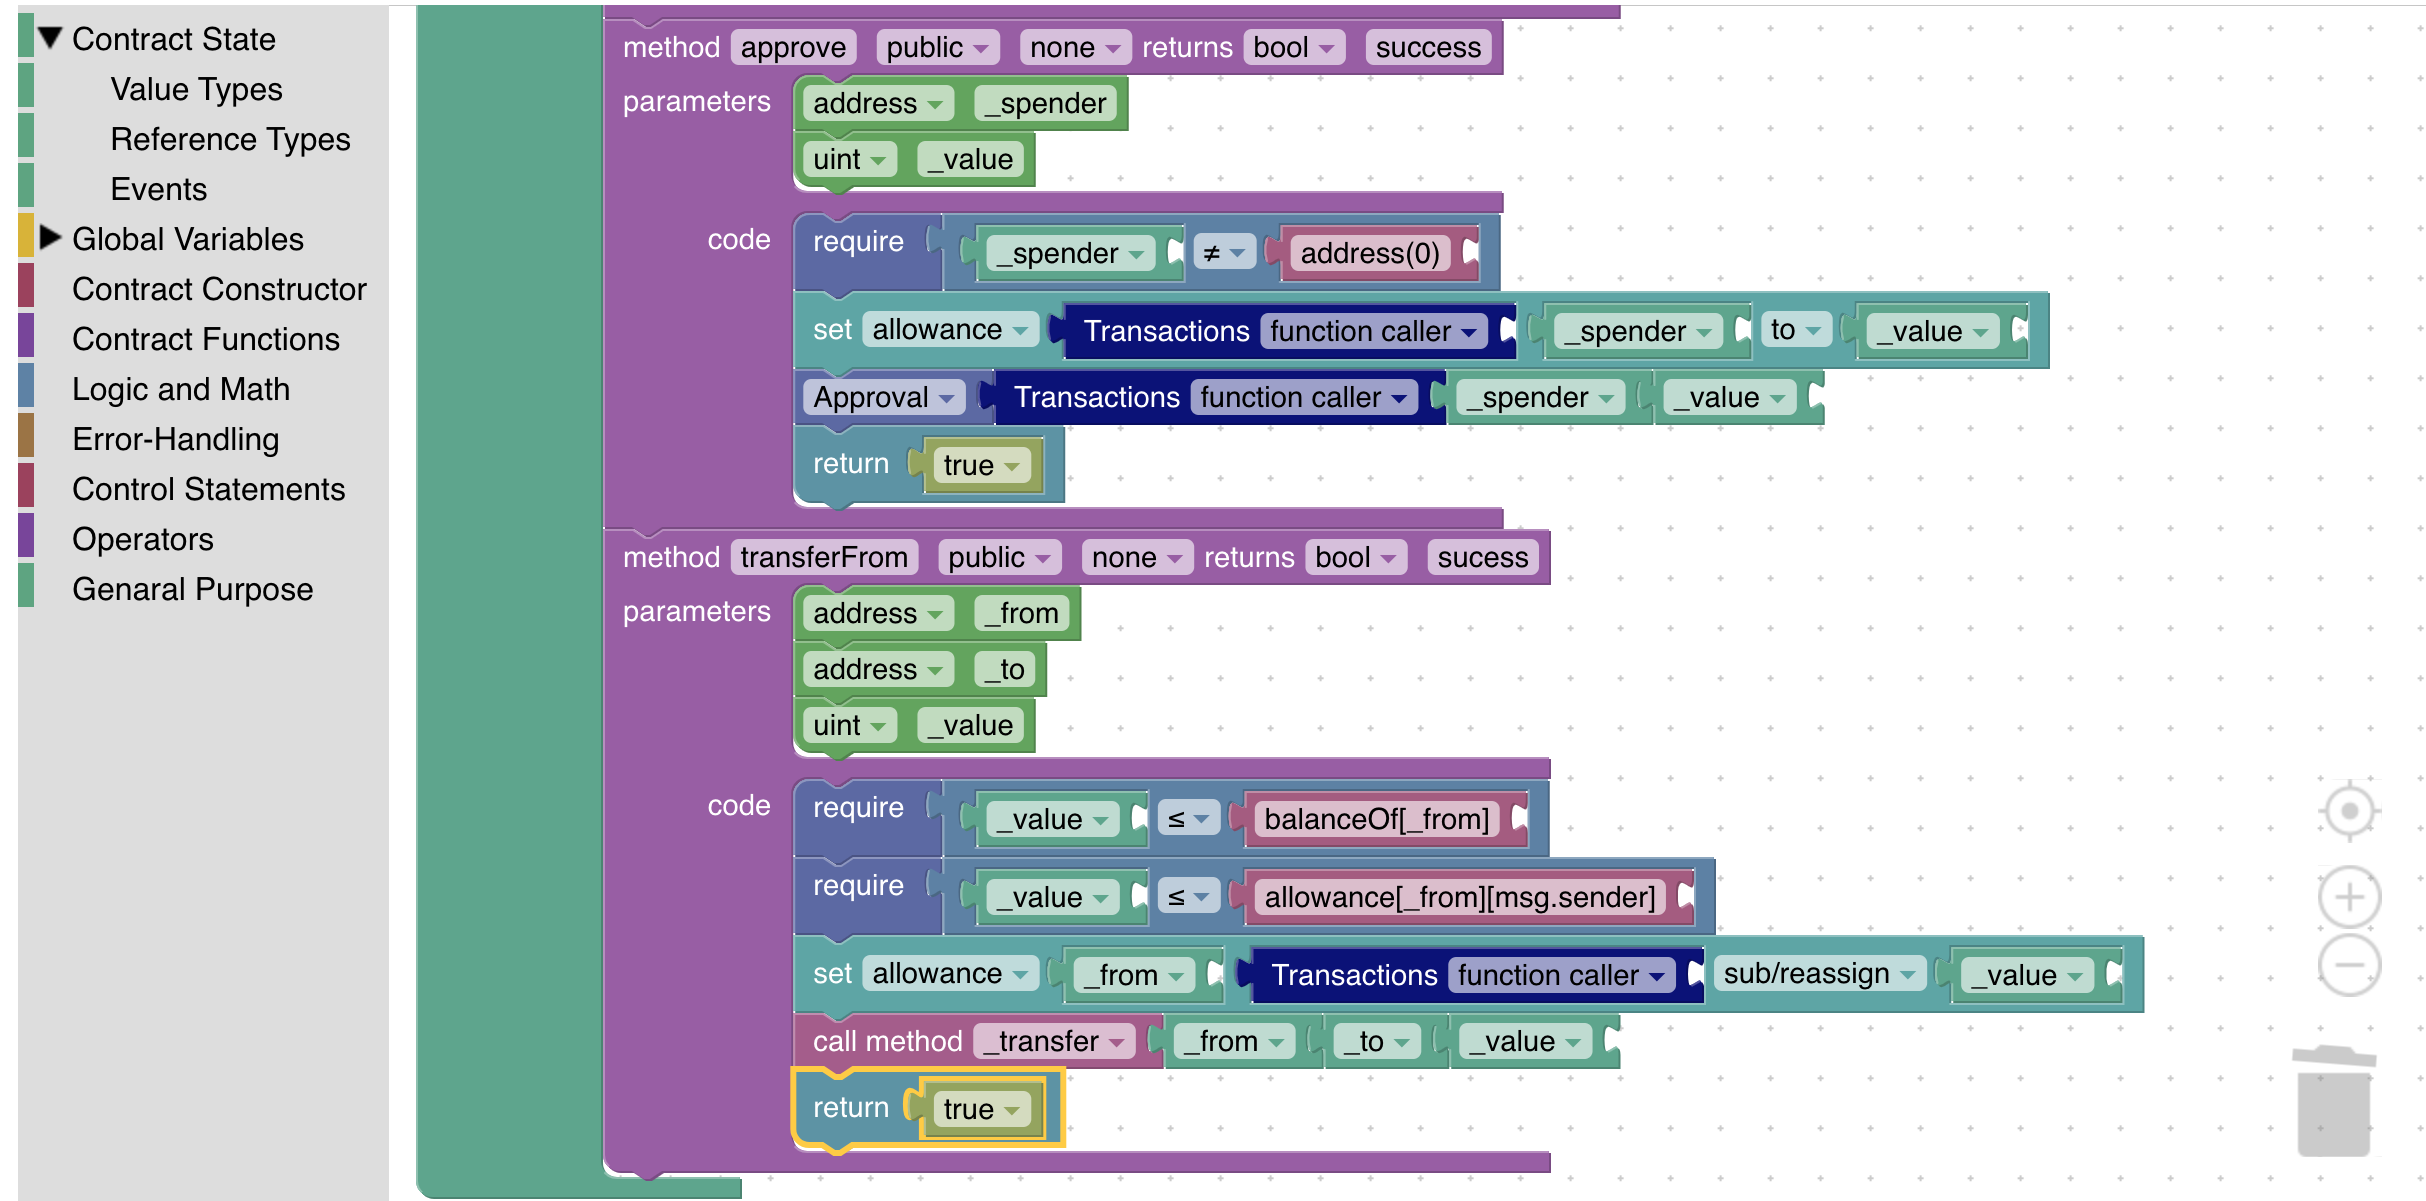 Contract State
Value Types
Reference Types
Events
Global Variables
Contract Constructor
Contract Functions
Logic and Math
Error-Handling
Control Statements
Operators
Genaral Purpose
method approve public none returns bool success
parameters address _spender
uint _value
code require _spender ≠ address(0)
set allowance Transactions function caller _spender to _value
Approval Transactions function caller _spender _value
return true
method transferFrom public none returns bool sucess
parameters address _from
address _to
uint _value
code require _value ≤ balanceOf[_from]
require _value ≤ allowance[_from][msg.sender]
set allowance _from Transactions function caller sub/reassign _value
call method _transfer _from _to _value
return true